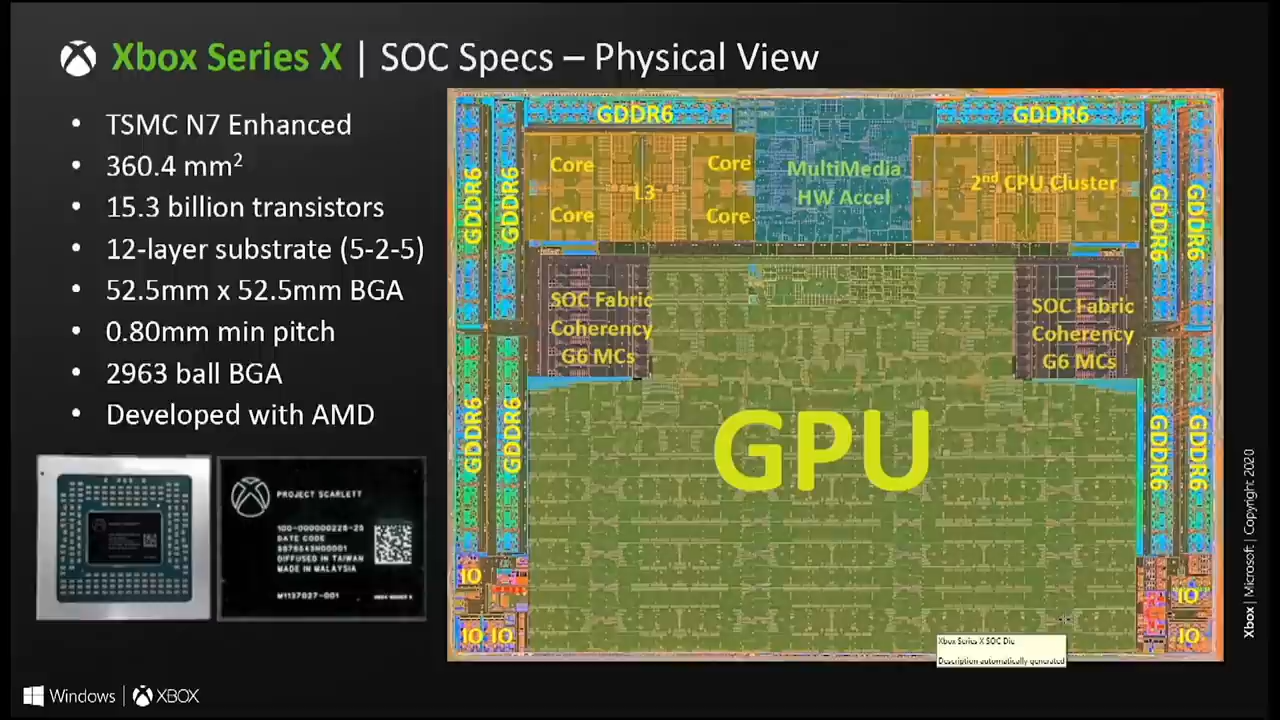 Xbox Series X | SOC Specs – Physical View
• TSMC N7 Enhanced
• 360.4 mm²
• 15.3 billion transistors
• 12-layer substrate (5-2-5)
• 52.5mm x 52.5mm BGA
• 0.80mm min pitch
• 2963 ball BGA
• Developed with AMD
PROJECT SCARLETT
100-000000228-20
DATE CODE
DIFFUSED IN TAIWAN
MADE IN MALAYSIA
M1137027-001
GDDR6
GDDR6
GDDR6
GDDR6
GDDR6
GDDR6
Core
Core
L3
Core
Core
MultiMedia
HW Accel
2nd CPU Cluster
SOC Fabric
Coherency
G6 MCs
SOC Fabric
Coherency
G6 MCs
GPU
GDDR6
GDDR6
GDDR6
GDDR6
IO
IO IO
IO
IO
Xbox Series X SOC Die
Description automatically generated
Xbox | Microsoft | Copyright 2020
Windows | XBOX